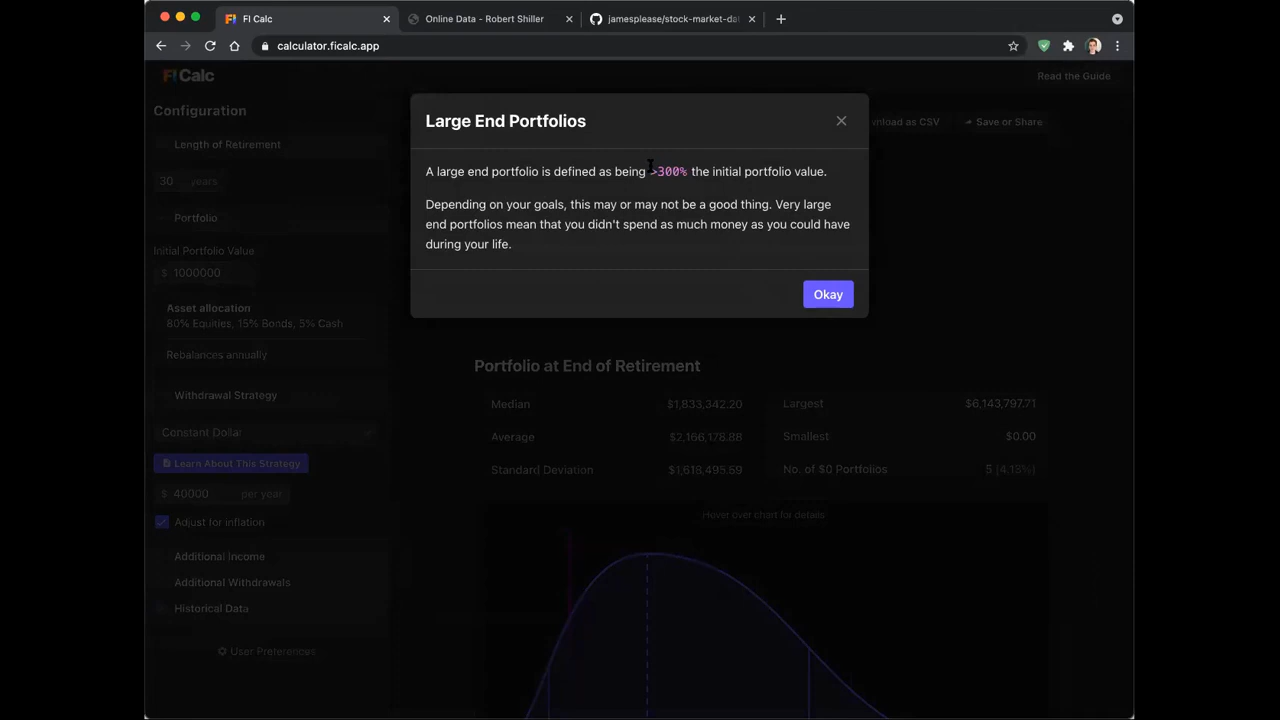 FI Calc
Online Data - Robert Shiller
jamesplease/stock-market-dat
calculator.ficalc.app
FI Calc
Read the Guide
Configuration
Length of Retirement
30 years
Portfolio
Initial Portfolio Value
$ 1000000
Asset allocation
80% Equities, 15% Bonds, 5% Cash
Rebalances annually
Withdrawal Strategy
Constant Dollar
Learn About This Strategy
$ 40000 per year
Adjust for inflation
Additional Income
Additional Withdrawals
Historical Data
User Preferences
wnload as CSV
Save or Share
Large End Portfolios
A large end portfolio is defined as being >300% the initial portfolio value.
Depending on your goals, this may or may not be a good thing. Very large
end portfolios mean that you didn't spend as much money as you could have
during your life.
Okay
Portfolio at End of Retirement
Median $1,833,342.20
Largest $6,143,797.71
Average $2,166,178.88
Smallest $0.00
Standard Deviation $1,618,495.59
No. of $0 Portfolios 5 (4.13%)
Hover over chart for details